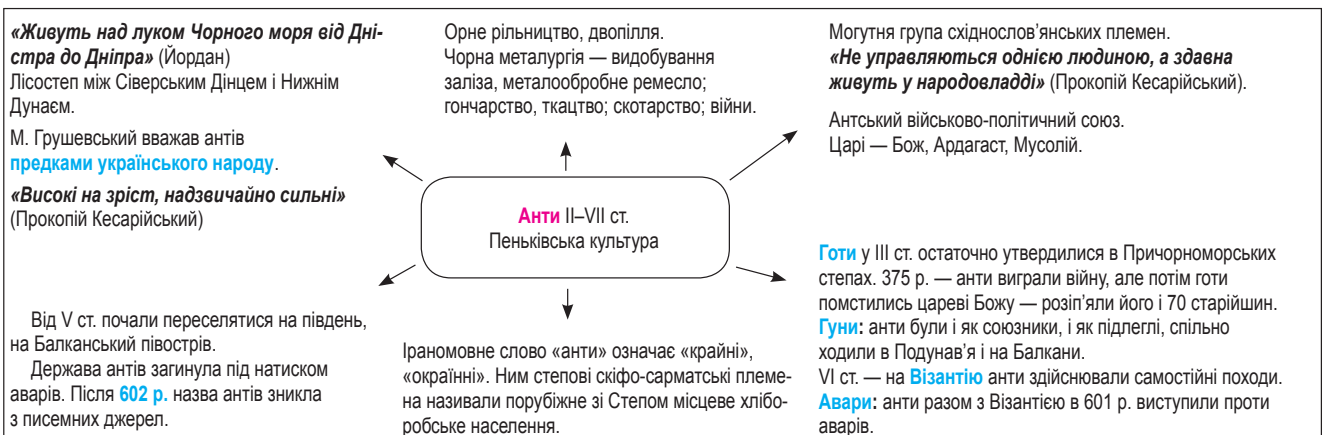 «Живуть над луком Чорного моря від Дні-
стра до Дніпра» (Йордан)
Лісостеп між Сіверським Дінцем і Нижнім
Дунаєм.
М. Грушевський вважав антів
предками українського народу.
«Високі на зріст, надзвичайно сильні»
(Прокопій Кесарійський)
Орне рільництво, двопілля.
Чорна металургія — видобування
заліза, металообробне ремесло;
гончарство, ткацтво; скотарство; війни.
Могутня група східнослов’янських племен.
«Не управляються однією людиною, а здавна
живуть у народовладді» (Прокопій Кесарійський).
Антський військово-політичний союз.
Царі — Бож, Ардагаст, Мусолій.
Анти II–VII ст.
Пеньківська культура
Від V ст. почали переселятися на південь,
на Балканський півострів.
Держава антів загинула під натиском
аварів. Після 602 р. назва антів зникла
з писемних джерел.
Іраномовне слово «анти» означає «крайні»,
«окраїнні». Ним степові скіфо-сарматські племе-
на називали порубіжне зі Степом місцеве хлібо-
робське населення.
Готи у III ст. остаточно утвердилися в Причорноморських
степах. 375 р. — анти виграли війну, але потім готи
помстились цареві Божу — розіп’яли його і 70 старійшин.
Гуни: анти були і як союзники, і як підлеглі, спільно
ходили в Подунав’я і на Балкани.
VI ст. — на Візантію анти здійснювали самостійні походи.
Авари: анти разом з Візантією в 601 р. виступили проти
аварів.